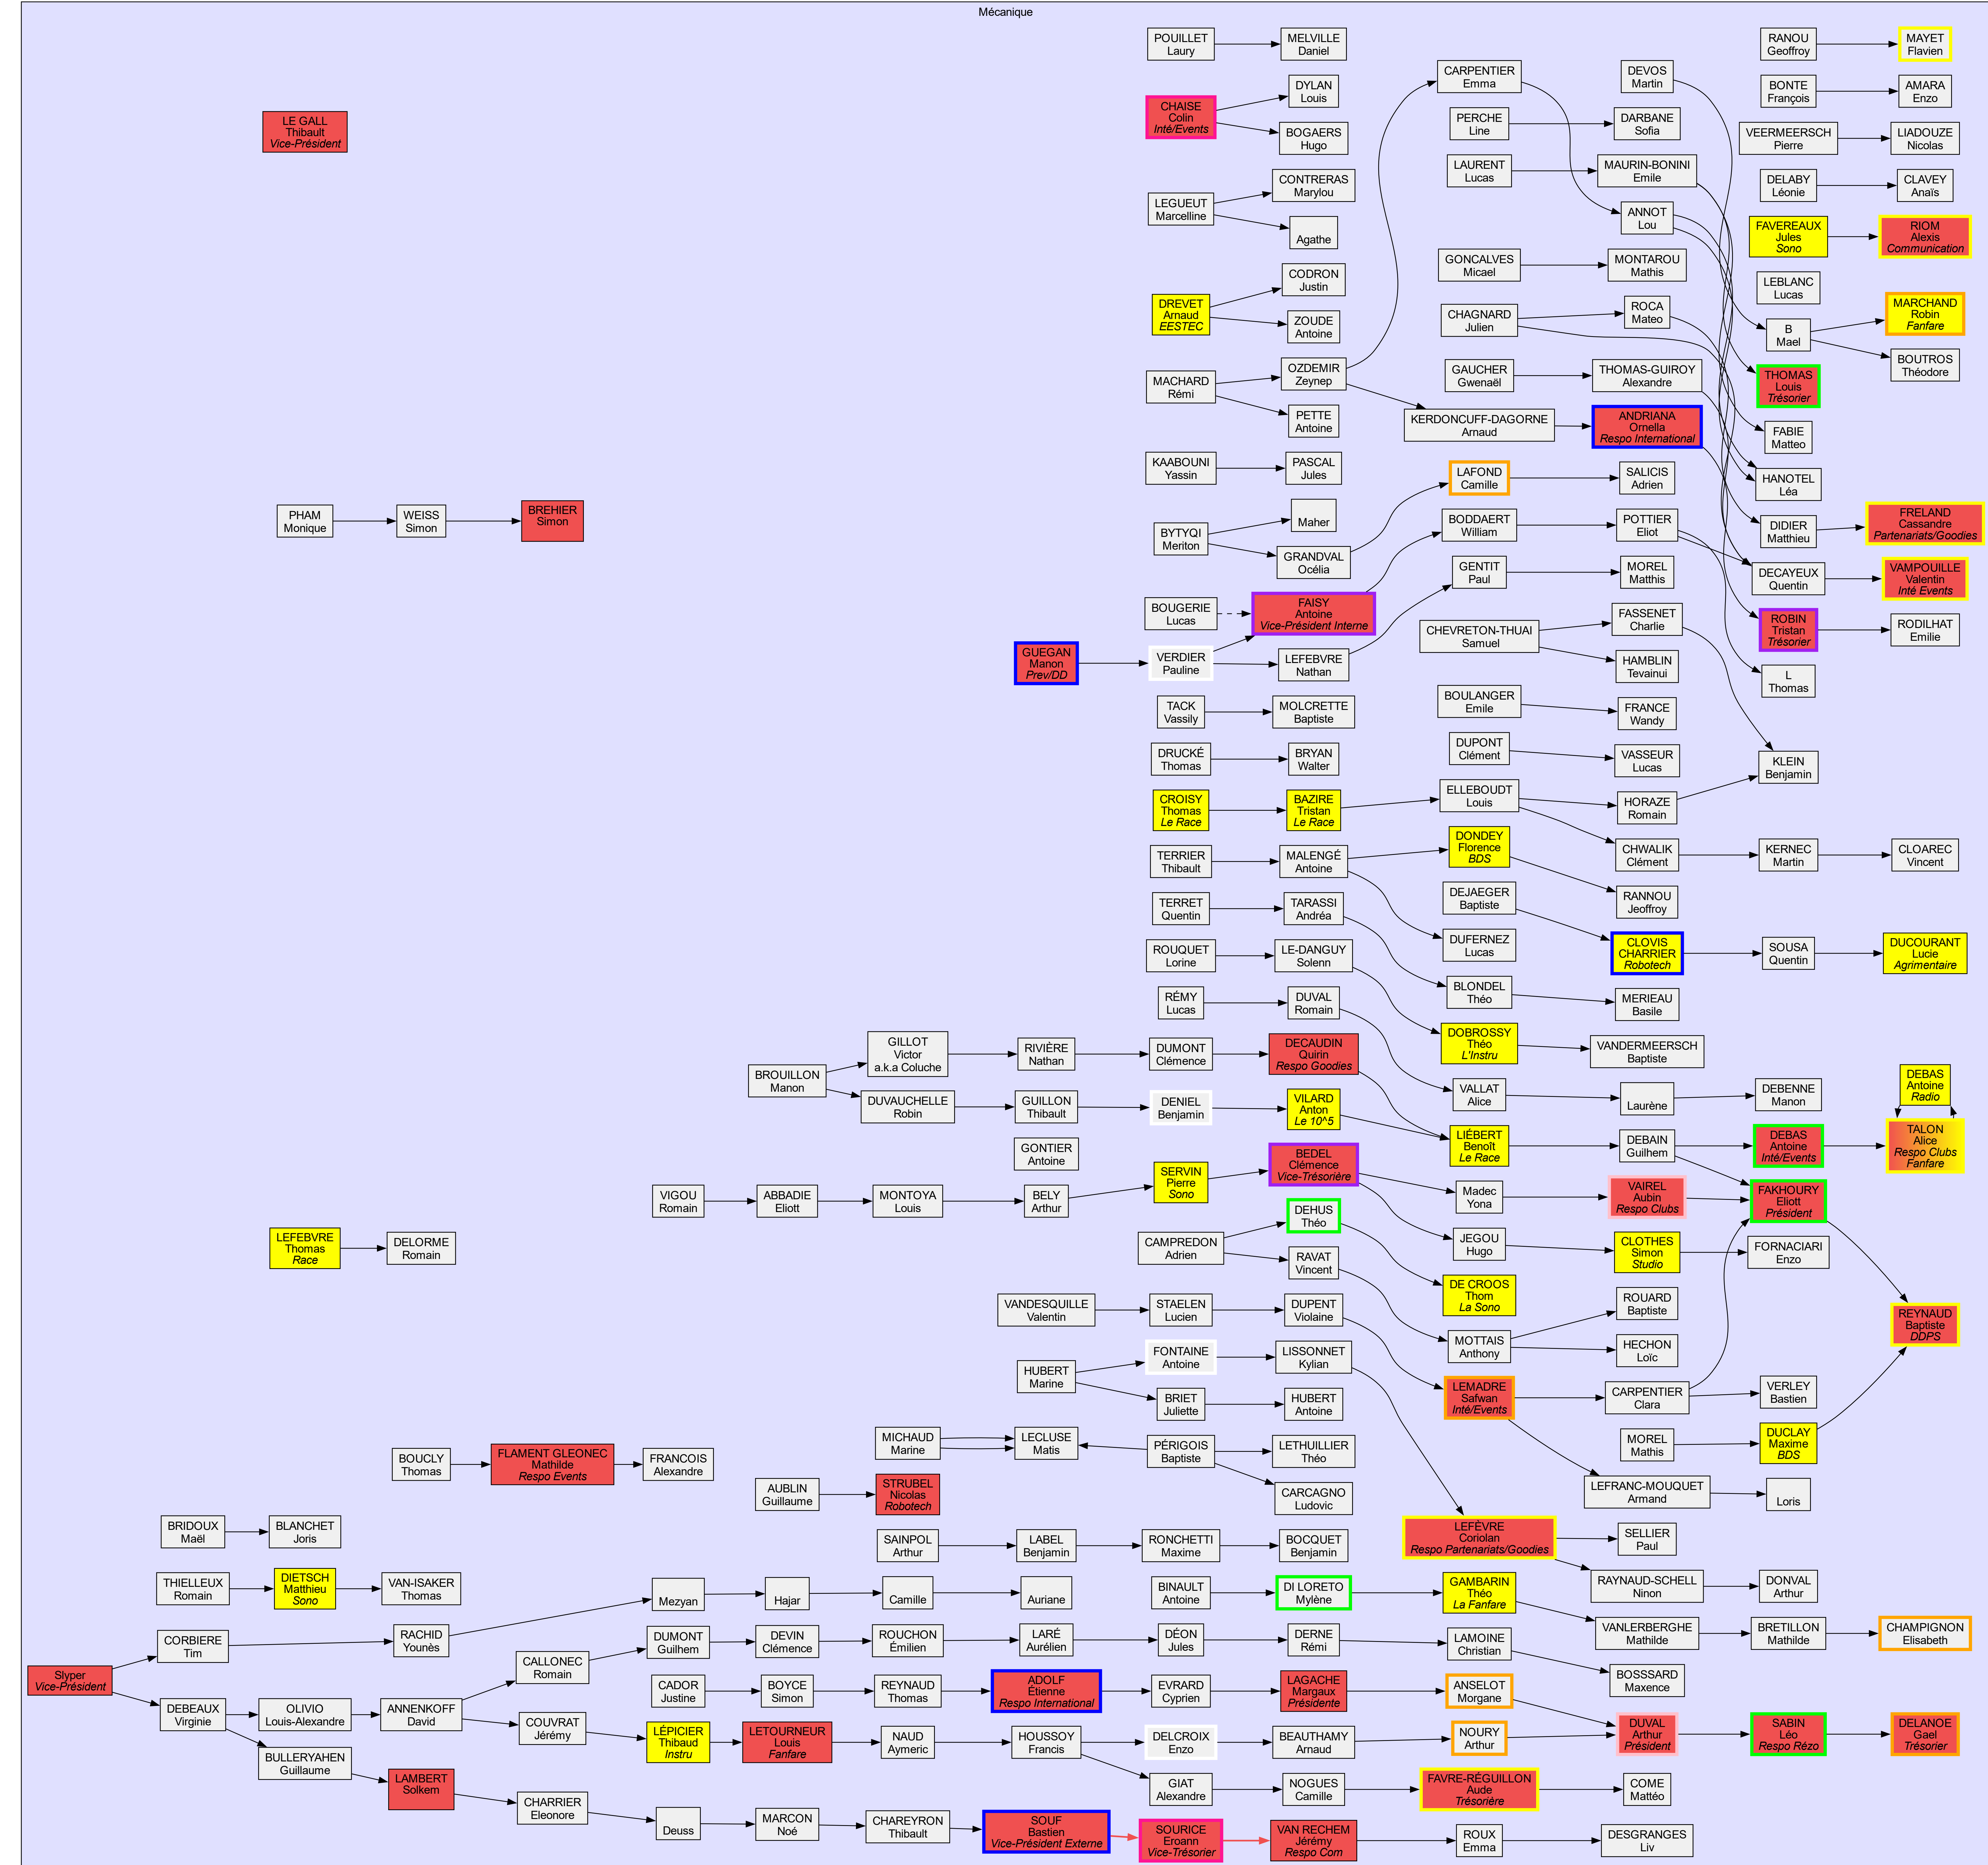 Mécanique
LE GALL
Thibault
Vice-Président
PHAM
Monique
WEISS
Simon
BREHIER
Simon
LEFEBVRE
Thomas
Race
DELORME
Romain
BOUCLY
Thomas
FLAMENT GLEONEC
Mathilde
Respo Events
FRANCOIS
Alexandre
BRIDOUX
Maël
BLANCHET
Joris
THIELLEUX
Romain
DIETSCH
Matthieu
Sono
VAN-ISAKER
Thomas
Slyper
Vice-Président
CORBIERE
Tim
RACHID
Younès
Mezyan
Hajar
Camille
Auriane
DEBEAUX
Virginie
OLIVIO
Louis-Alexandre
ANNENKOFF
David
BULLERYAHEN
Guillaume
LAMBERT
Solkem
CALLONEC
Romain
COUVRAT
Jérémy
CHARRIER
Eleonore
DUMONT
Guilhem
DEVIN
Clémence
ROUCHON
Émilien
LARÉ
Aurélien
DÉON
Jules
DERNE
Rémi
LAMOINE
Christian
BOSSSARD
Maxence
CADOR
Justine
BOYCE
Simon
REYNAUD
Thomas
ADOLF
Étienne
Respo International
EVRARD
Cyprien
LAGACHE
Margaux
Présidente
ANSELOT
Morgane
LÉPICIER
Thibaud
Instru
LETOURNEUR
Louis
Fanfare
NAUD
Aymeric
HOUSSOY
Francis
DELCROIX
Enzo
BEAUTHAMY
Arnaud
NOURY
Arthur
DUVAL
Arthur
Président
SABIN
Léo
Respo Rézo
DELANOE
Gael
Trésorier
GIAT
Alexandre
NOGUES
Camille
FAVRE-RÉGUILLON
Aude
Trésorière
COME
Mattéo
Deuss
MARCON
Noé
CHAREYRON
Thibault
SOUF
Bastien
Vice-Président Externe
SOURICE
Eroann
Vice-Trésorier
VAN RECHEM
Jérémy
Respo Com
ROUX
Emma
DESGRANGES
Liv
VIGOU
Romain
ABBADIE
Eliott
MONTOYA
Louis
BELY
Arthur
SERVIN
Pierre
Sono
BEDEL
Clémence
Vice-Trésorière
BROUILLON
Manon
GILLOT
Victor
a.k.a Coluche
RIVIÈRE
Nathan
DUMONT
Clémence
DECAUDIN
Quirin
Respo Goodies
DUVAUCHELLE
Robin
GUILLON
Thibault
DENIEL
Benjamin
VILARD
Anton
Le 10^5
GONTIER
Antoine
AUBLIN
Guillaume
STRUBEL
Nicolas
Robotech
MICHAUD
Marine
LECLUSE
Matis
PÉRIGOIS
Baptiste
LETHUILLIER
Théo
CARCAGNO
Ludovic
SAINPOL
Arthur
LABEL
Benjamin
RONCHETTI
Maxime
BOCQUET
Benjamin
VANDESQUILLE
Valentin
STAELEN
Lucien
DUPENT
Violaine
HUBERT
Marine
FONTAINE
Antoine
LISSONNET
Kylian
BRIET
Juliette
HUBERT
Antoine
BINAULT
Antoine
DI LORETO
Mylène
GAMBARIN
Théo
La Fanfare
GUEGAN
Manon
Prev/DD
POUILLET
Laury
MELVILLE
Daniel
CHAISE
Colin
Inté/Events
DYLAN
Louis
BOGAERS
Hugo
LEGUEUT
Marcelline
CONTRERAS
Marylou
Agathe
DREVET
Arnaud
EESTEC
CODRON
Justin
ZOUDE
Antoine
MACHARD
Rémi
OZDEMIR
Zeynep
PETTE
Antoine
KAABOUNI
Yassin
PASCAL
Jules
BYTYQI
Meriton
Maher
GRANDVAL
Océlia
BOUGERIE
Lucas
FAISY
Antoine
Vice-Président Interne
VERDIER
Pauline
LEFEBVRE
Nathan
TACK
Vassily
MOLCRETTE
Baptiste
DRUCKÉ
Thomas
BRYAN
Walter
CROISY
Thomas
Le Race
BAZIRE
Tristan
Le Race
TERRIER
Thibault
MALENGÉ
Antoine
TERRET
Quentin
TARASSI
Andréa
ROUQUET
Lorine
LE-DANGUY
Solenn
RÉMY
Lucas
DUVAL
Romain
CAMPREDON
Adrien
DEHUS
Théo
RAVAT
Vincent
CARPENTIER
Emma
DEVOS
Martin
PERCHE
Line
DARBANE
Sofia
LAURENT
Lucas
MAURIN-BONINI
Emile
ANNOT
Lou
GONCALVES
Micael
MONTAROU
Mathis
CHAGNARD
Julien
ROCA
Mateo
GAUCHER
Gwenaël
THOMAS-GUIROY
Alexandre
KERDONCUFF-DAGORNE
Arnaud
ANDRIANA
Ornella
Respo International
LAFOND
Camille
SALICIS
Adrien
BODDAERT
William
POTTIER
Eliot
GENTIT
Paul
MOREL
Matthis
CHEVRETON-THUAI
Samuel
FASSENET
Charlie
HAMBLIN
Tevainui
BOULANGER
Emile
FRANCE
Wandy
DUPONT
Clément
VASSEUR
Lucas
ELLEBOUDT
Louis
HORAZE
Romain
DONDEY
Florence
BDS
CHWALIK
Clément
DEJAEGER
Baptiste
RANNOU
Jeoffroy
DUFERNEZ
Lucas
CLOVIS
CHARRIER
Robotech
BLONDEL
Théo
MERIEAU
Basile
DOBROSSY
Théo
L'Instru
VANDERMEERSCH
Baptiste
VALLAT
Alice
Laurène
LIÉBERT
Benoît
Le Race
DEBAIN
Guilhem
Madec
Yona
VAIREL
Aubin
Respo Clubs
JEGOU
Hugo
CLOTHES
Simon
Studio
DE CROOS
Thom
La Sono
ROUARD
Baptiste
MOTTAIS
Anthony
HECHON
Loïc
LEMADRE
Safwan
Inté/Events
CARPENTIER
Clara
MOREL
Mathis
LEFRANC-MOUQUET
Armand
LEFÈVRE
Coriolan
Respo Partenariats/Goodies
SELLIER
Paul
RAYNAUD-SCHELL
Ninon
VANLERBERGHE
Mathilde
RANOU
Geoffroy
MAYET
Flavien
BONTE
François
AMARA
Enzo
VEERMEERSCH
Pierre
LIADOUZE
Nicolas
DELABY
Léonie
CLAVEY
Anaïs
FAVEREAUX
Jules
Sono
RIOM
Alexis
Communication
LEBLANC
Lucas
B
Mael
MARCHAND
Robin
Fanfare
BOUTROS
Théodore
THOMAS
Louis
Trésorier
FABIE
Matteo
HANOTEL
Léa
DIDIER
Matthieu
FRELAND
Cassandre
Partenariats/Goodies
DECAYEUX
Quentin
VAMPOUILLE
Valentin
Inté Events
ROBIN
Tristan
Trésorier
RODILHAT
Emilie
L
Thomas
KLEIN
Benjamin
KERNEC
Martin
CLOAREC
Vincent
SOUSA
Quentin
DUCOURANT
Lucie
Agrimentaire
DEBENNE
Manon
DEBAS
Antoine
Radio
DEBAS
Antoine
Inté/Events
TALON
Alice
Respo Clubs
Fanfare
FAKHOURY
Eliott
Président
FORNACIARI
Enzo
REYNAUD
Baptiste
DDPS
VERLEY
Bastien
DUCLAY
Maxime
BDS
Loris
DONVAL
Arthur
BRETILLON
Mathilde
CHAMPIGNON
Elisabeth